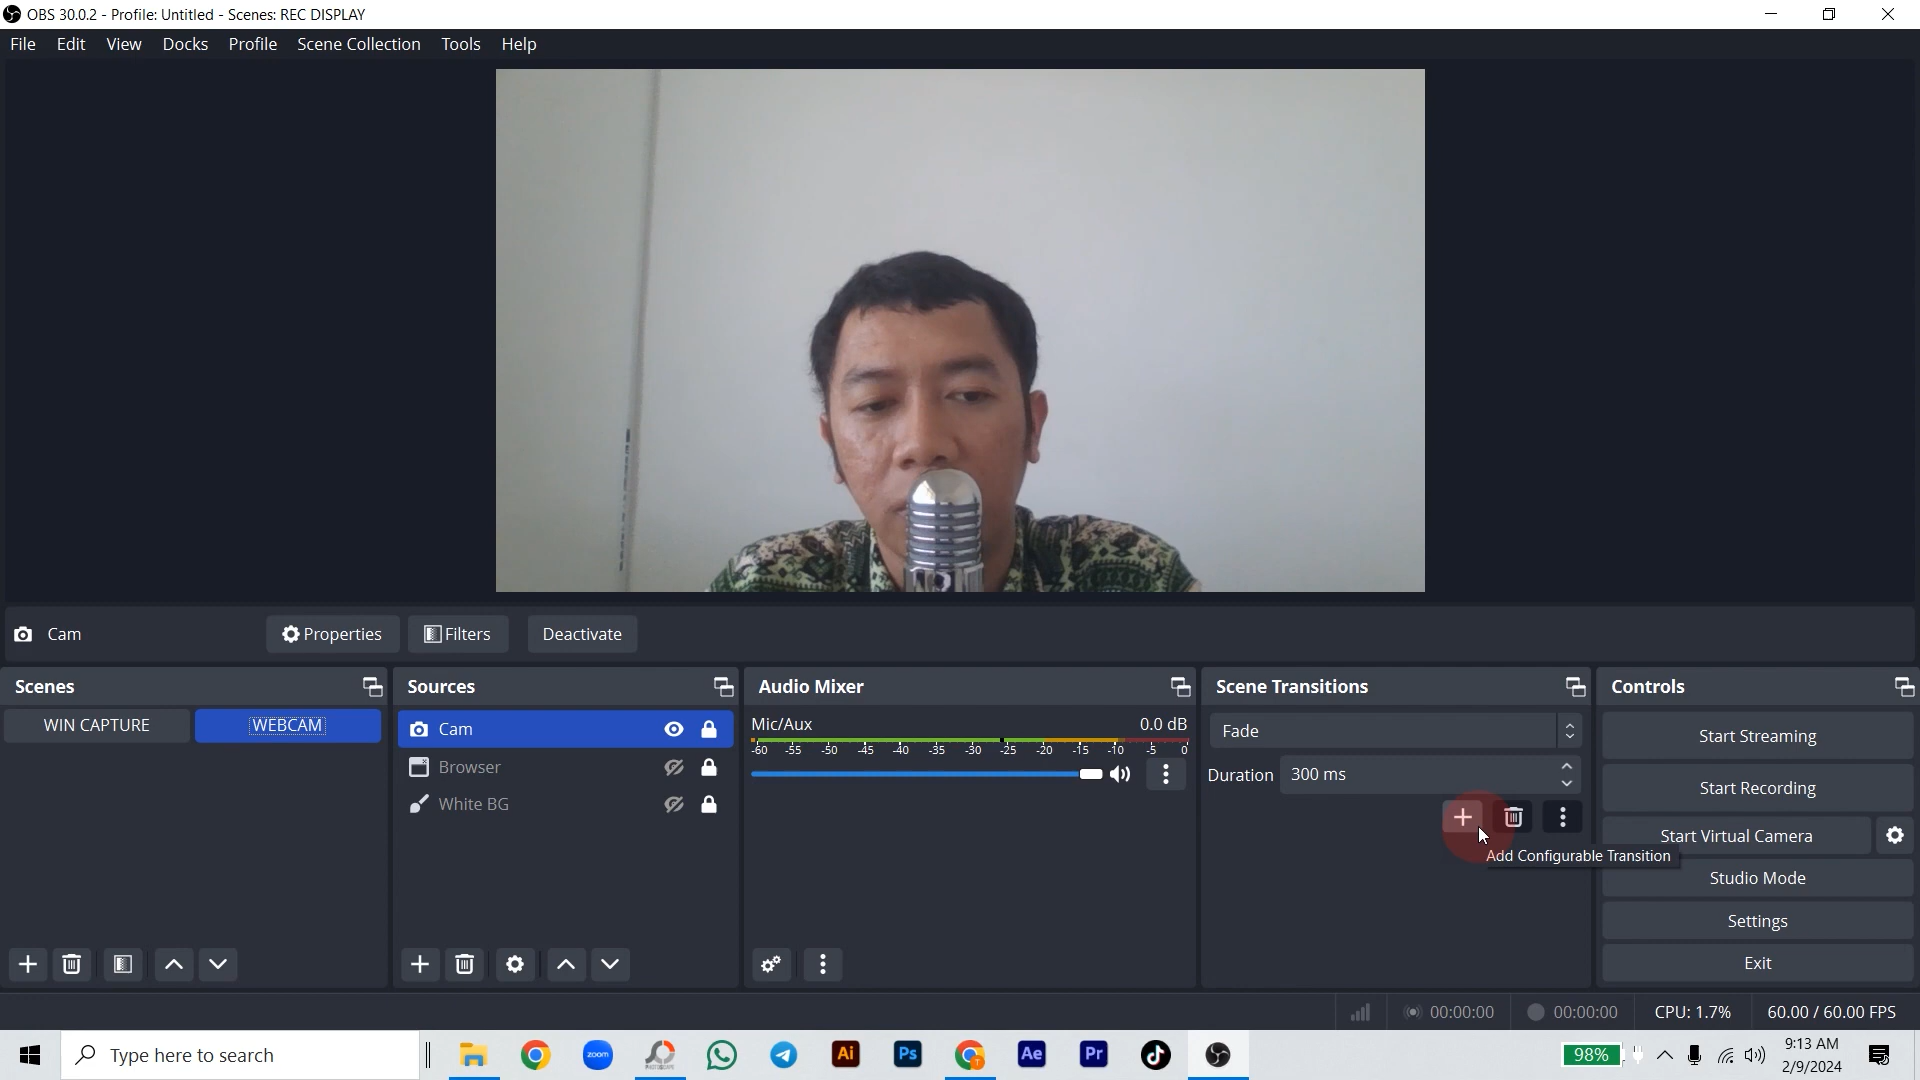 OBS 30.0.2 - Profile: Untitled - Scenes: REC DISPLAY
File Edit View Docks Profile Scene Collection Tools Help
Cam Properties Filters Deactivate
Scenes
WIN CAPTURE WEBCAM
Sources
Cam
Browser
White BG
Audio Mixer
Mic/Aux 0.0 dB
-60 -55 -50 -45 -40 -35 -30 -25 -20 -15 -10 -5 0
Scene Transitions
Fade
Duration 300 ms
Add Configurable Transition
Controls
Start Streaming
Start Recording
Start Virtual Camera
Studio Mode
Settings
Exit
00:00:00 00:00:00 CPU: 1.7% 60.00 / 60.00 FPS
Type here to search
zoom
Ai
Ps
Ae
Pr
98%
9:13 AM
2/9/2024